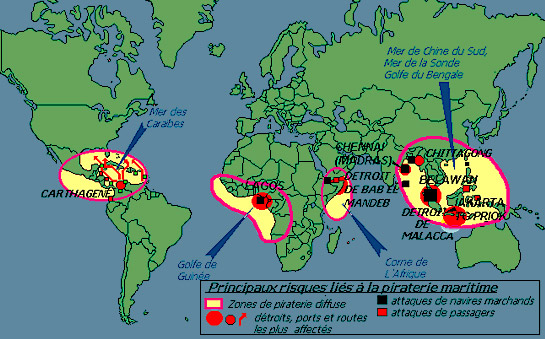 Mer de Chine du Sud,
Mer de la Sonde
Golfe du Bengale
Mer des
Caraïbes
CHENNAI
(MADRAS)
CHITTAGONG
DETROIT
DE BAB EL
MANDEB
BELAWAN
LAGOS
CARTHAGENE
JAKARTA
DETROIT
DE
MALACCA
Golfe de
Guinée
Corne de
L'Afrique
Principaux risques liés à la piraterie maritime
Zones de piraterie diffuse
détroits, ports et routes
les plus affectés
attaques de navires marchands
attaques de passagers